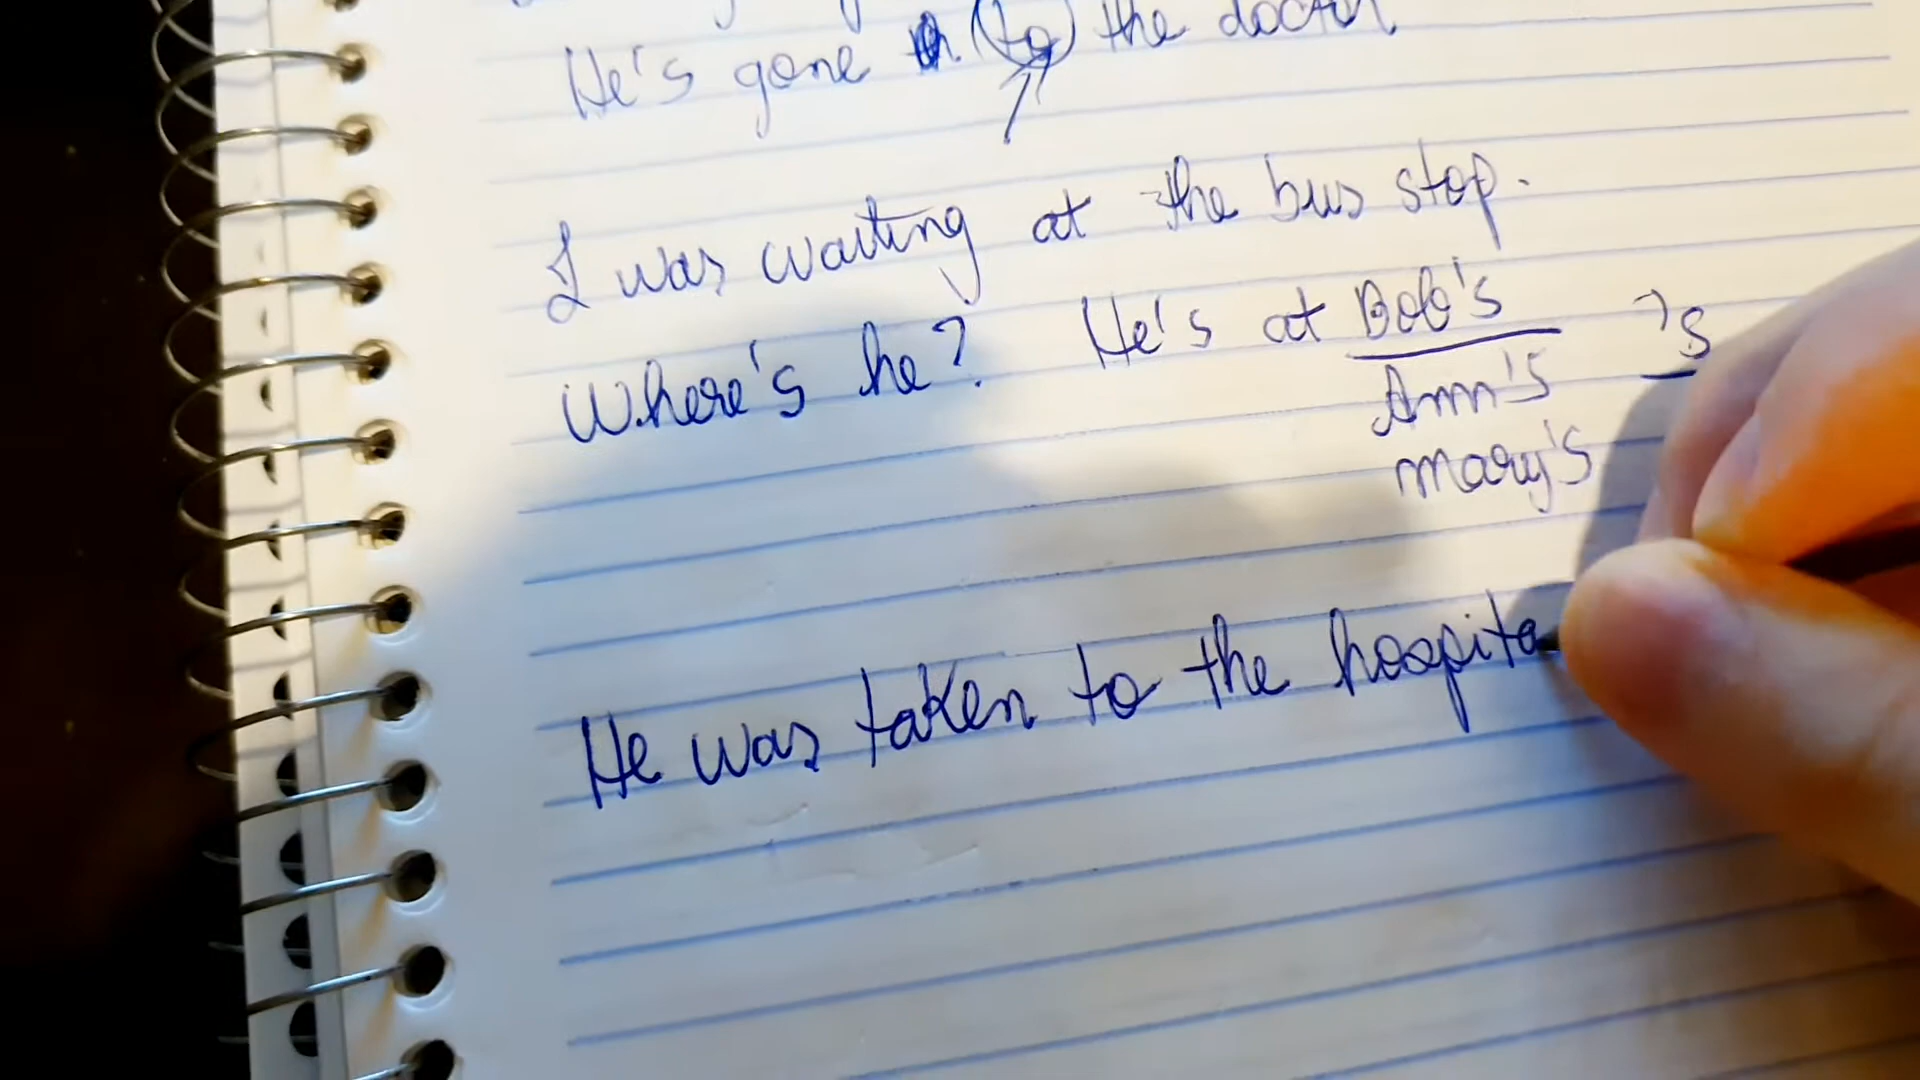 He's gone (to) the doctor
I was waiting at the bus stop.
Where's he? He's at Bob's 's
Ann's
Mary's
He was taken to the hospita